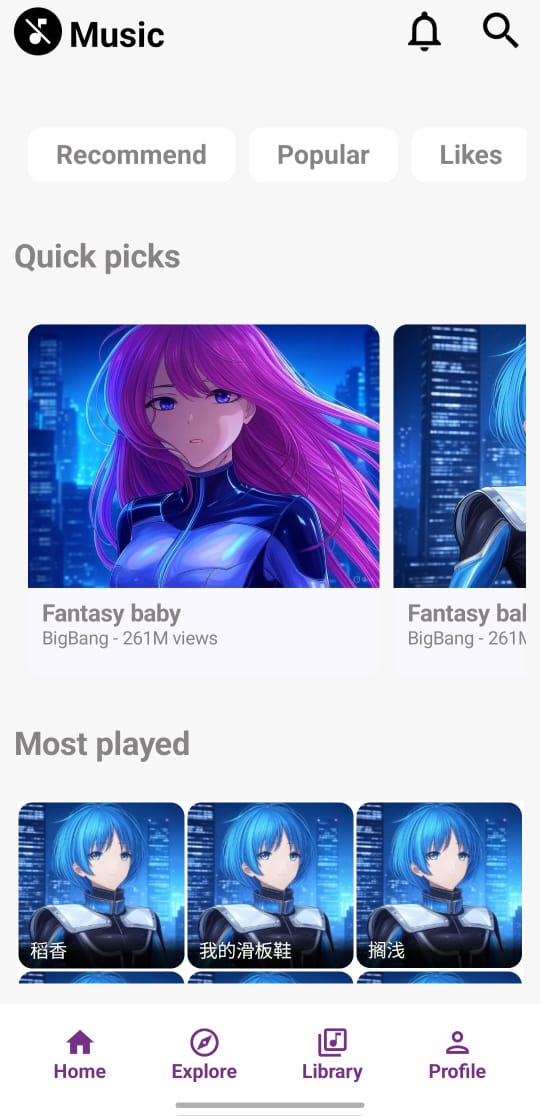 Music
Recommend Popular Likes
Quick picks
Fantasy baby
BigBang - 261M views
Fantasy bal
BigBang - 261M
Most played
稻香 我的滑板鞋 搁浅
Home Explore Library Profile